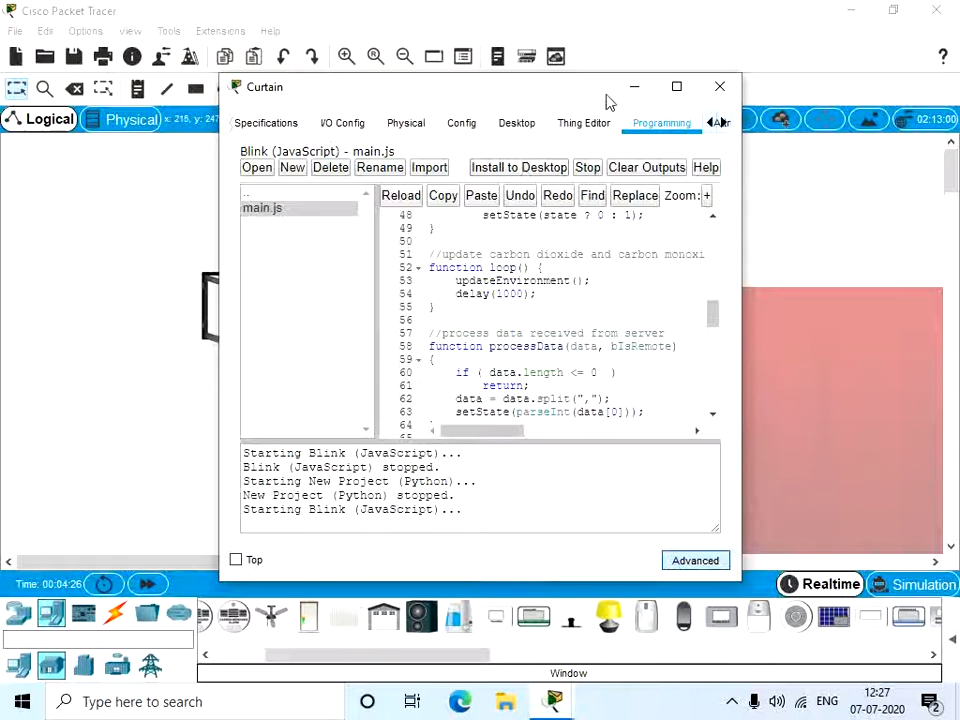 Cisco Packet Tracer
File Edit Options view Tools Extensions Help
?
Logical
Physical x: 215, y: 247
02:13:00
Curtain
Specifications I/O Config Physical Config Desktop Thing Editor Programming
Blink (JavaScript) - main.js
Open New Delete Rename Import Install to Desktop Stop Clear Outputs Help
..
main.js
Reload Copy Paste Undo Redo Find Replace Zoom: +
48 setState(state ? 0 : 1);
49 }
50
51 //update carbon dioxide and carbon monoxi
52 function loop() {
53 updateEnvironment();
54 delay(1000);
55 }
56
57 //process data received from server
58 function processData(data, bIsRemote)
59 {
60 if ( data.length <= 0 )
61 return;
62 data = data.split(",");
63 setState(parseInt(data[0]));
64
65
Starting Blink (JavaScript)...
Blink (JavaScript) stopped.
Starting New Project (Python)...
New Project (Python) stopped.
Starting Blink (JavaScript)...
Top
Advanced
Time: 00:04:26
Realtime
Simulation
Window
Type here to search
ENG
12:27
07-07-2020
2